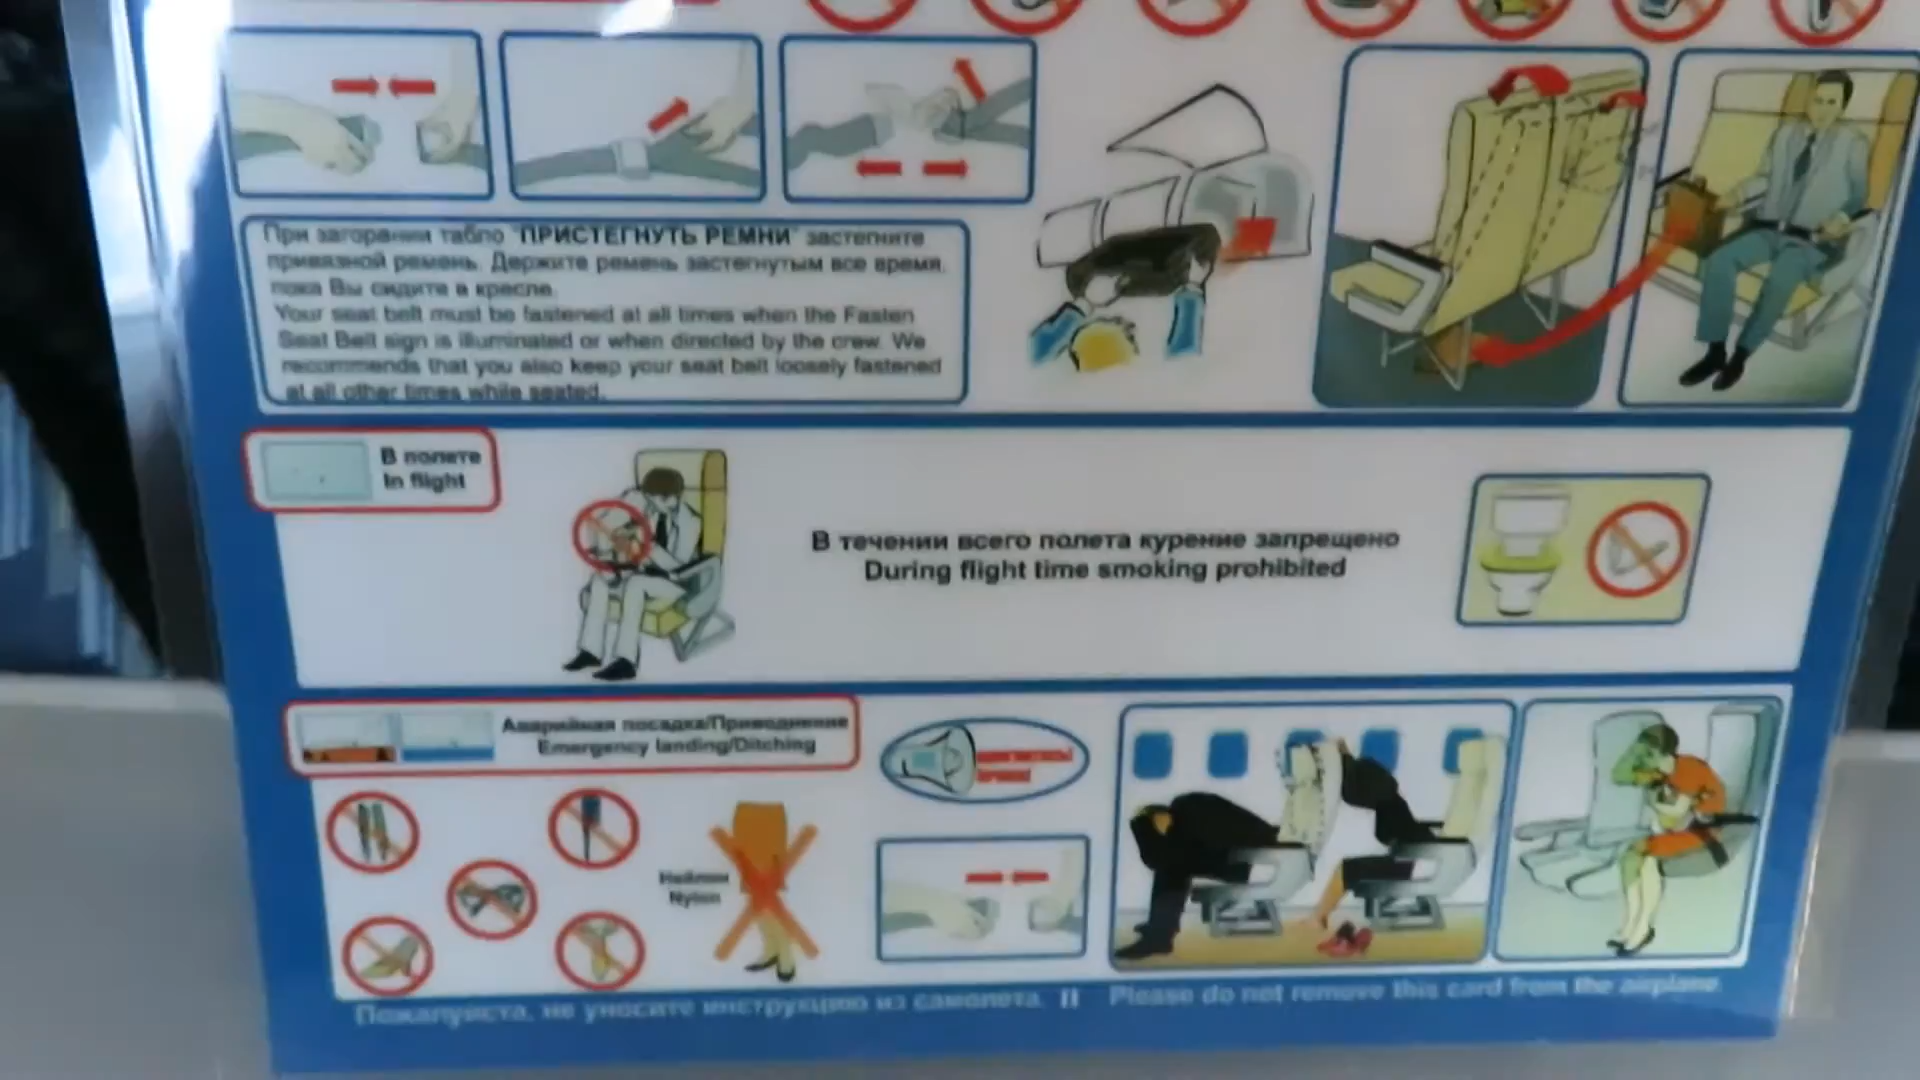 При загорании табло "ПРИСТЕГНУТЬ РЕМНИ" застегните
привязной ремень. Держите ремень застегнутым все время,
пока Вы сидите в кресле.
Your seat belt must be fastened at all times when the Fasten
Seat Belt sign is illuminated or when directed by the crew. We
recommends that you also keep your seat belt loosely fastened
at all other times while seated.
В полете
In flight
В течении всего полета курение запрещено
During flight time smoking prohibited
Аварийная посадка/Приводнение
Emergency landing/Ditching
Нейлон
Nylon
Пожалуйста, не уносите инструкцию из самолета. II Please do not remove this card from the airplane